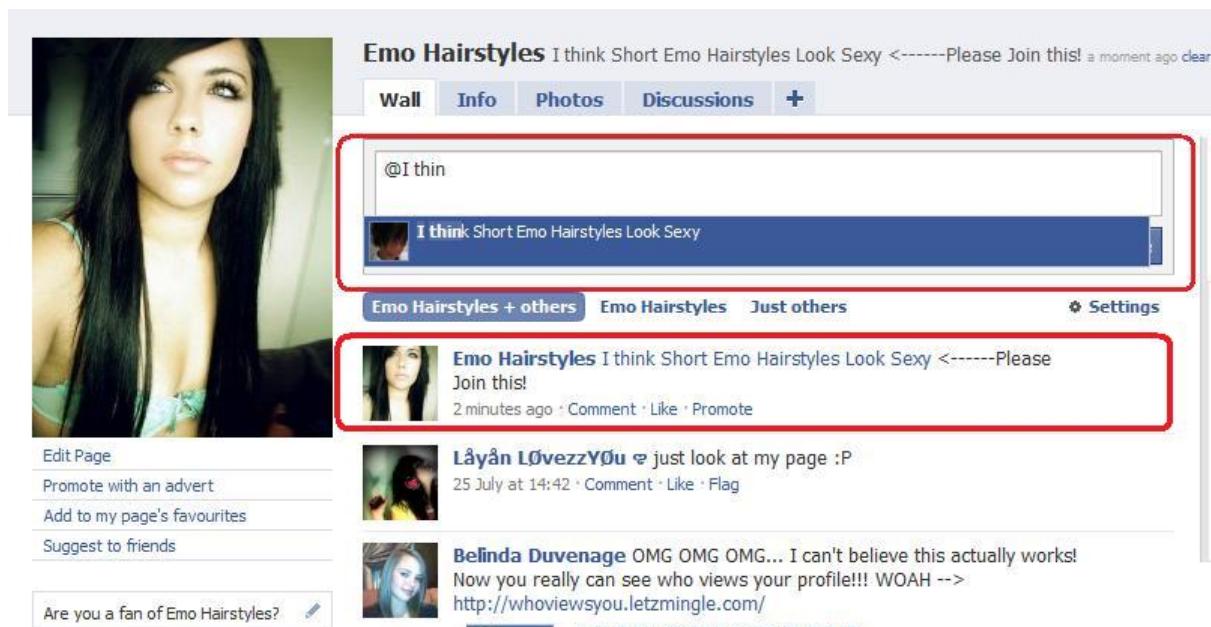 Emo Hairstyles I think Short Emo Hairstyles Look Sexy <------Please Join this! a moment ago clear
Wall Info Photos Discussions +
@I thin
I think Short Emo Hairstyles Look Sexy
Emo Hairstyles + others Emo Hairstyles Just others Settings
Emo Hairstyles I think Short Emo Hairstyles Look Sexy <------Please
Join this!
2 minutes ago · Comment · Like · Promote
Låyån LØvezzYØu ღ just look at my page :P
25 July at 14:42 · Comment · Like · Flag
Belinda Duvenage OMG OMG OMG... I can't believe this actually works!
Now you really can see who views your profile!!! WOAH -->
http://whoviewsyou.letzmingle.com/
Edit Page
Promote with an advert
Add to my page's favourites
Suggest to friends
Are you a fan of Emo Hairstyles?